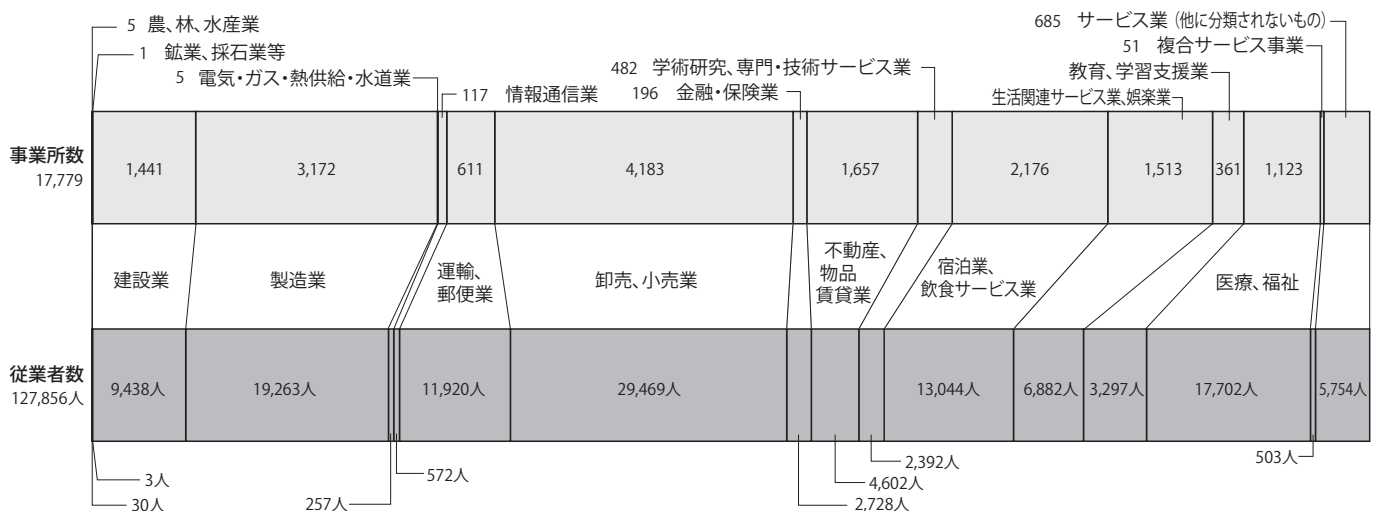 685 サービス業（他に分類されないもの）
5 農、林、水産業
51 複合サービス事業
1 鉱業、採石業等
482 学術研究、専門・技術サービス業
教育、学習支援業
5 電気・ガス・熱供給・水道業
117 情報通信業
196 金融・保険業
生活関連サービス業、娯楽業
事業所数
17,779
1,441
3,172
611
4,183
1,657
2,176
1,513
361
1,123
建設業
製造業
運輸、
郵便業
卸売、小売業
不動産、
物品
賃貸業
宿泊業、
飲食サービス業
医療、福祉
従業者数
127,856人
9,438人
19,263人
11,920人
29,469人
13,044人
6,882人
3,297人
17,702人
5,754人
3人
30人
257人
572人
2,392人
4,602人
2,728人
503人